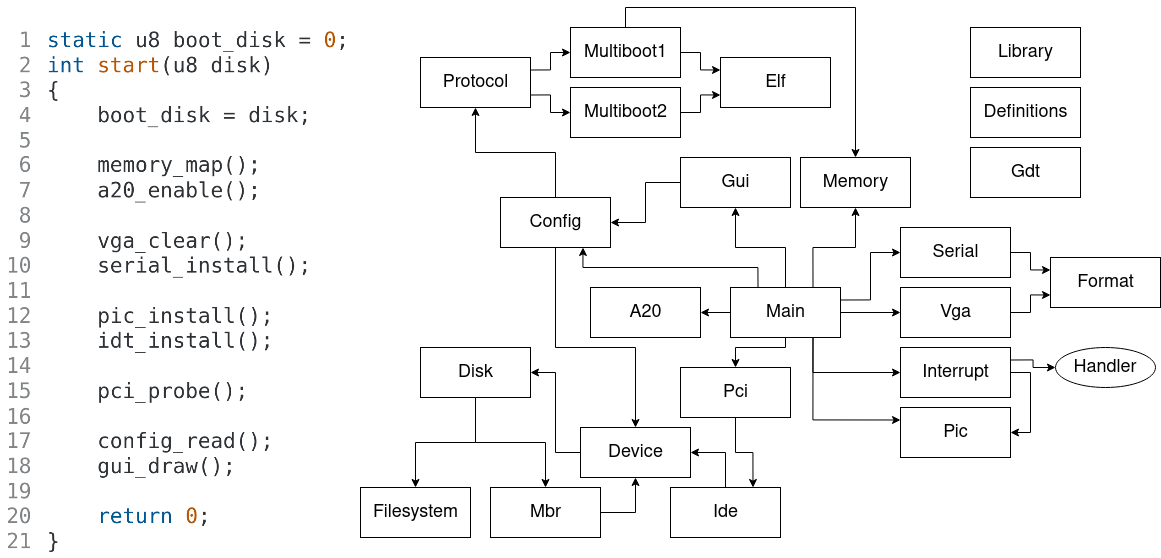 1 static u8 boot_disk = 0;
2 int start(u8 disk)
3 {
4     boot_disk = disk;
5
6     memory_map();
7     a20_enable();
8
9     vga_clear();
10     serial_install();
11
12     pic_install();
13     idt_install();
14
15     pci_probe();
16
17     config_read();
18     gui_draw();
19
20     return 0;
21 }
Multiboot1
Protocol
Elf
Multiboot2
Gui
Memory
Config
Serial
Format
A20
Main
Vga
Disk
Interrupt
Handler
Pci
Pic
Device
Filesystem
Mbr
Ide
Library
Definitions
Gdt